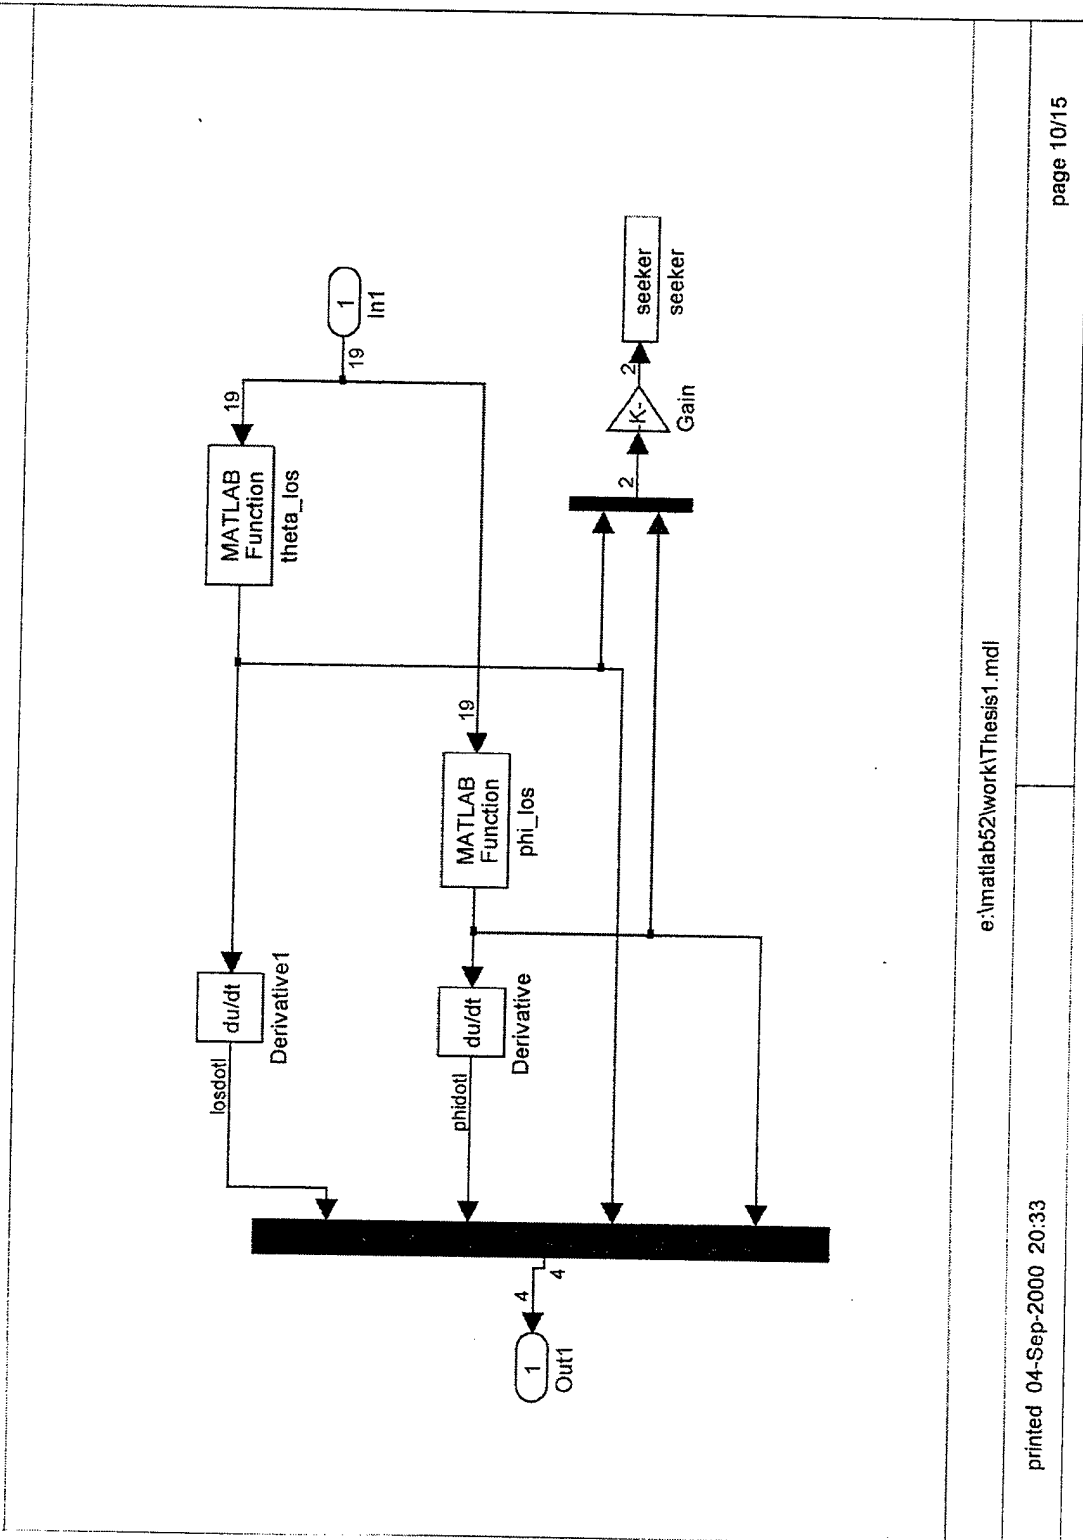 1
In1
19
19
MATLAB
Function
theta_los
19
MATLAB
Function
phi_los
du/dt
Derivative1
losdotl
du/dt
Derivative
phidotl
2
-K-
Gain
2
seeker
seeker
4
4
1
Out1
e:\matlab52\work\Thesis1.mdl
printed 04-Sep-2000 20:33
page 10/15